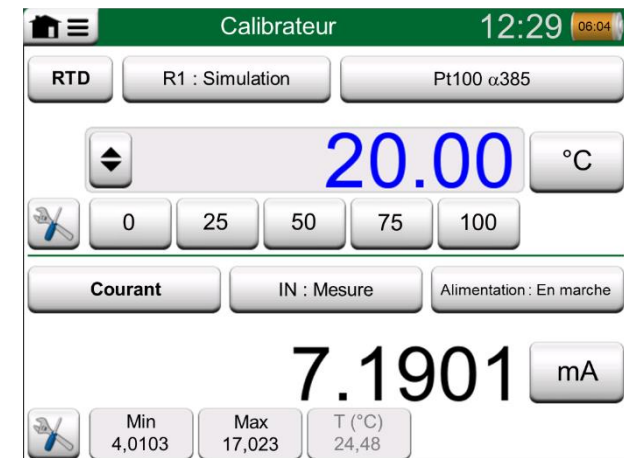 Calibrateur 12:29 06:04
RTD R1 : Simulation Pt100 α385
20.00 °C
0 25 50 75 100
Courant IN : Mesure Alimentation : En marche
7.1901 mA
Min Max T (°C)
4,0103 17,023 24,48